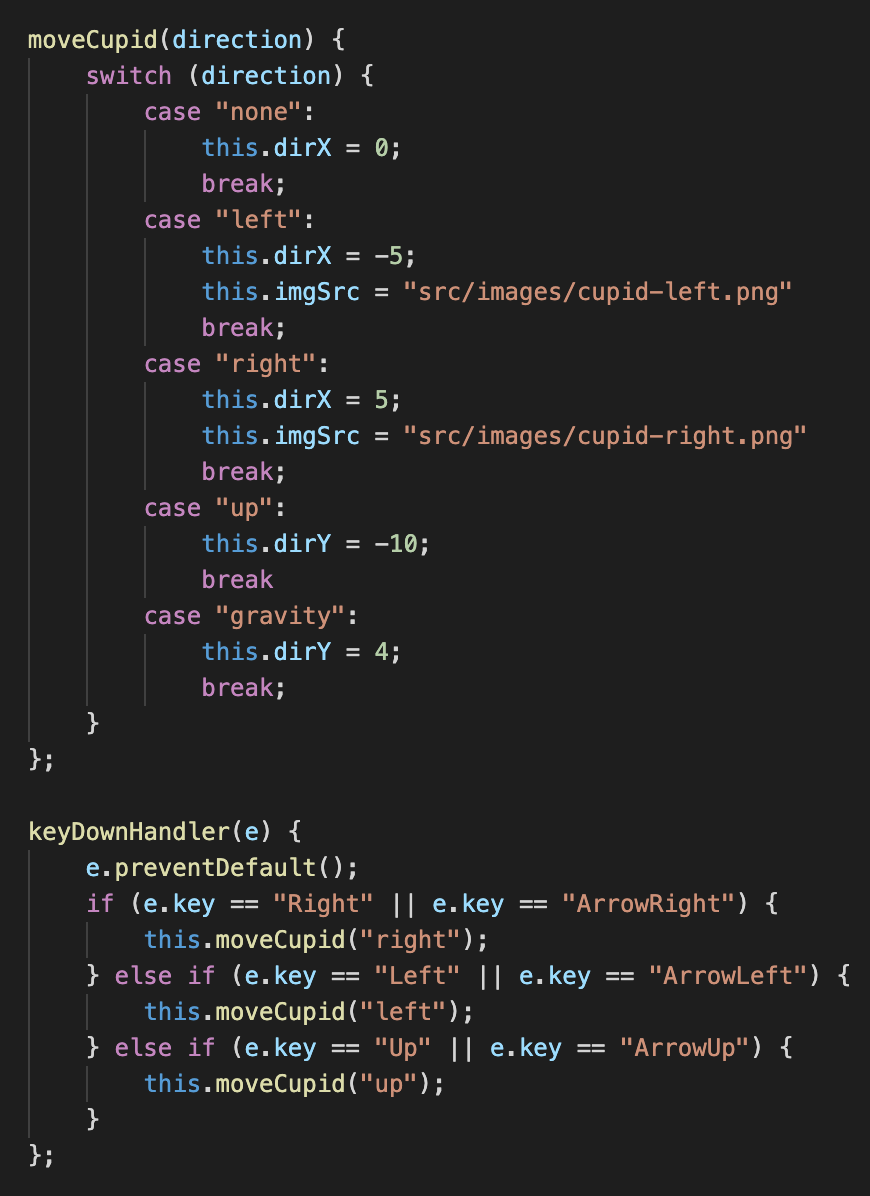 moveCupid(direction) {
    switch (direction) {
        case "none":
            this.dirX = 0;
            break;
        case "left":
            this.dirX = -5;
            this.imgSrc = "src/images/cupid-left.png"
            break;
        case "right":
            this.dirX = 5;
            this.imgSrc = "src/images/cupid-right.png"
            break;
        case "up":
            this.dirY = -10;
            break
        case "gravity":
            this.dirY = 4;
            break;
    }
};

keyDownHandler(e) {
    e.preventDefault();
    if (e.key == "Right" || e.key == "ArrowRight") {
        this.moveCupid("right");
    } else if (e.key == "Left" || e.key == "ArrowLeft") {
        this.moveCupid("left");
    } else if (e.key == "Up" || e.key == "ArrowUp") {
        this.moveCupid("up");
    }
};